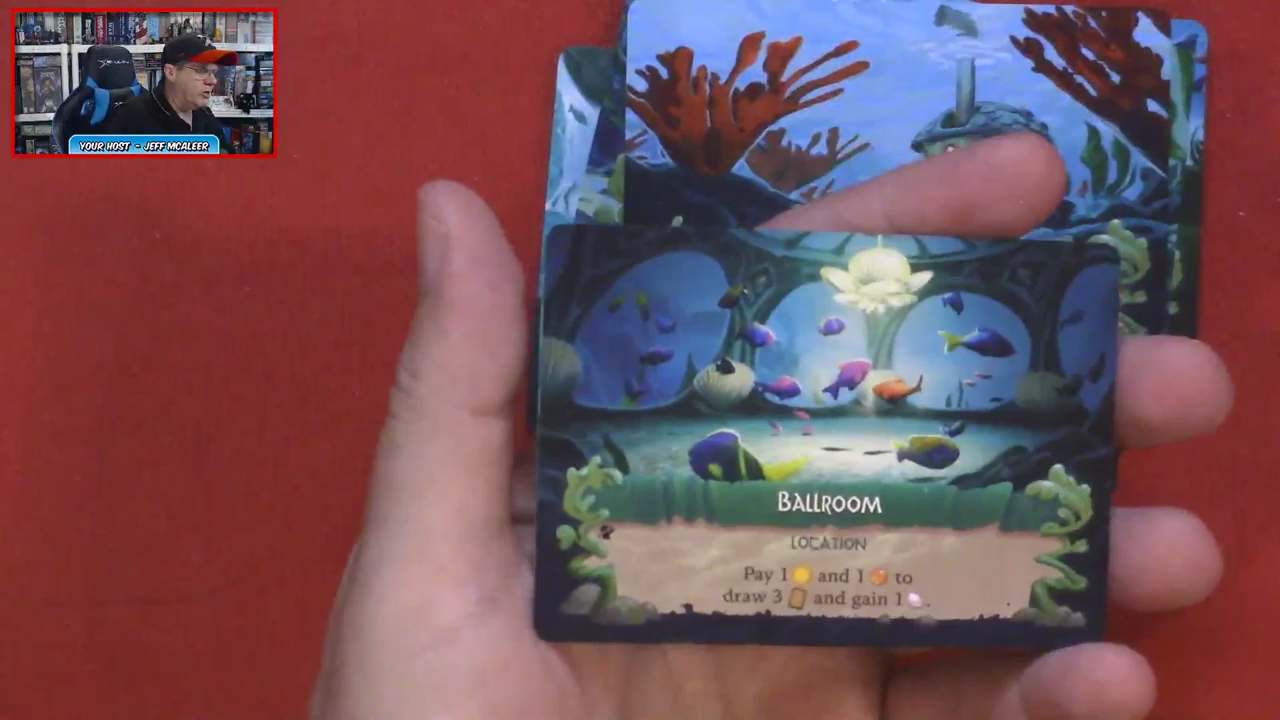 YOUR HOST - JEFF MCALEER
BALLROOM
LOCATION
Pay 1 and 1 to
draw 3 and gain 1 .